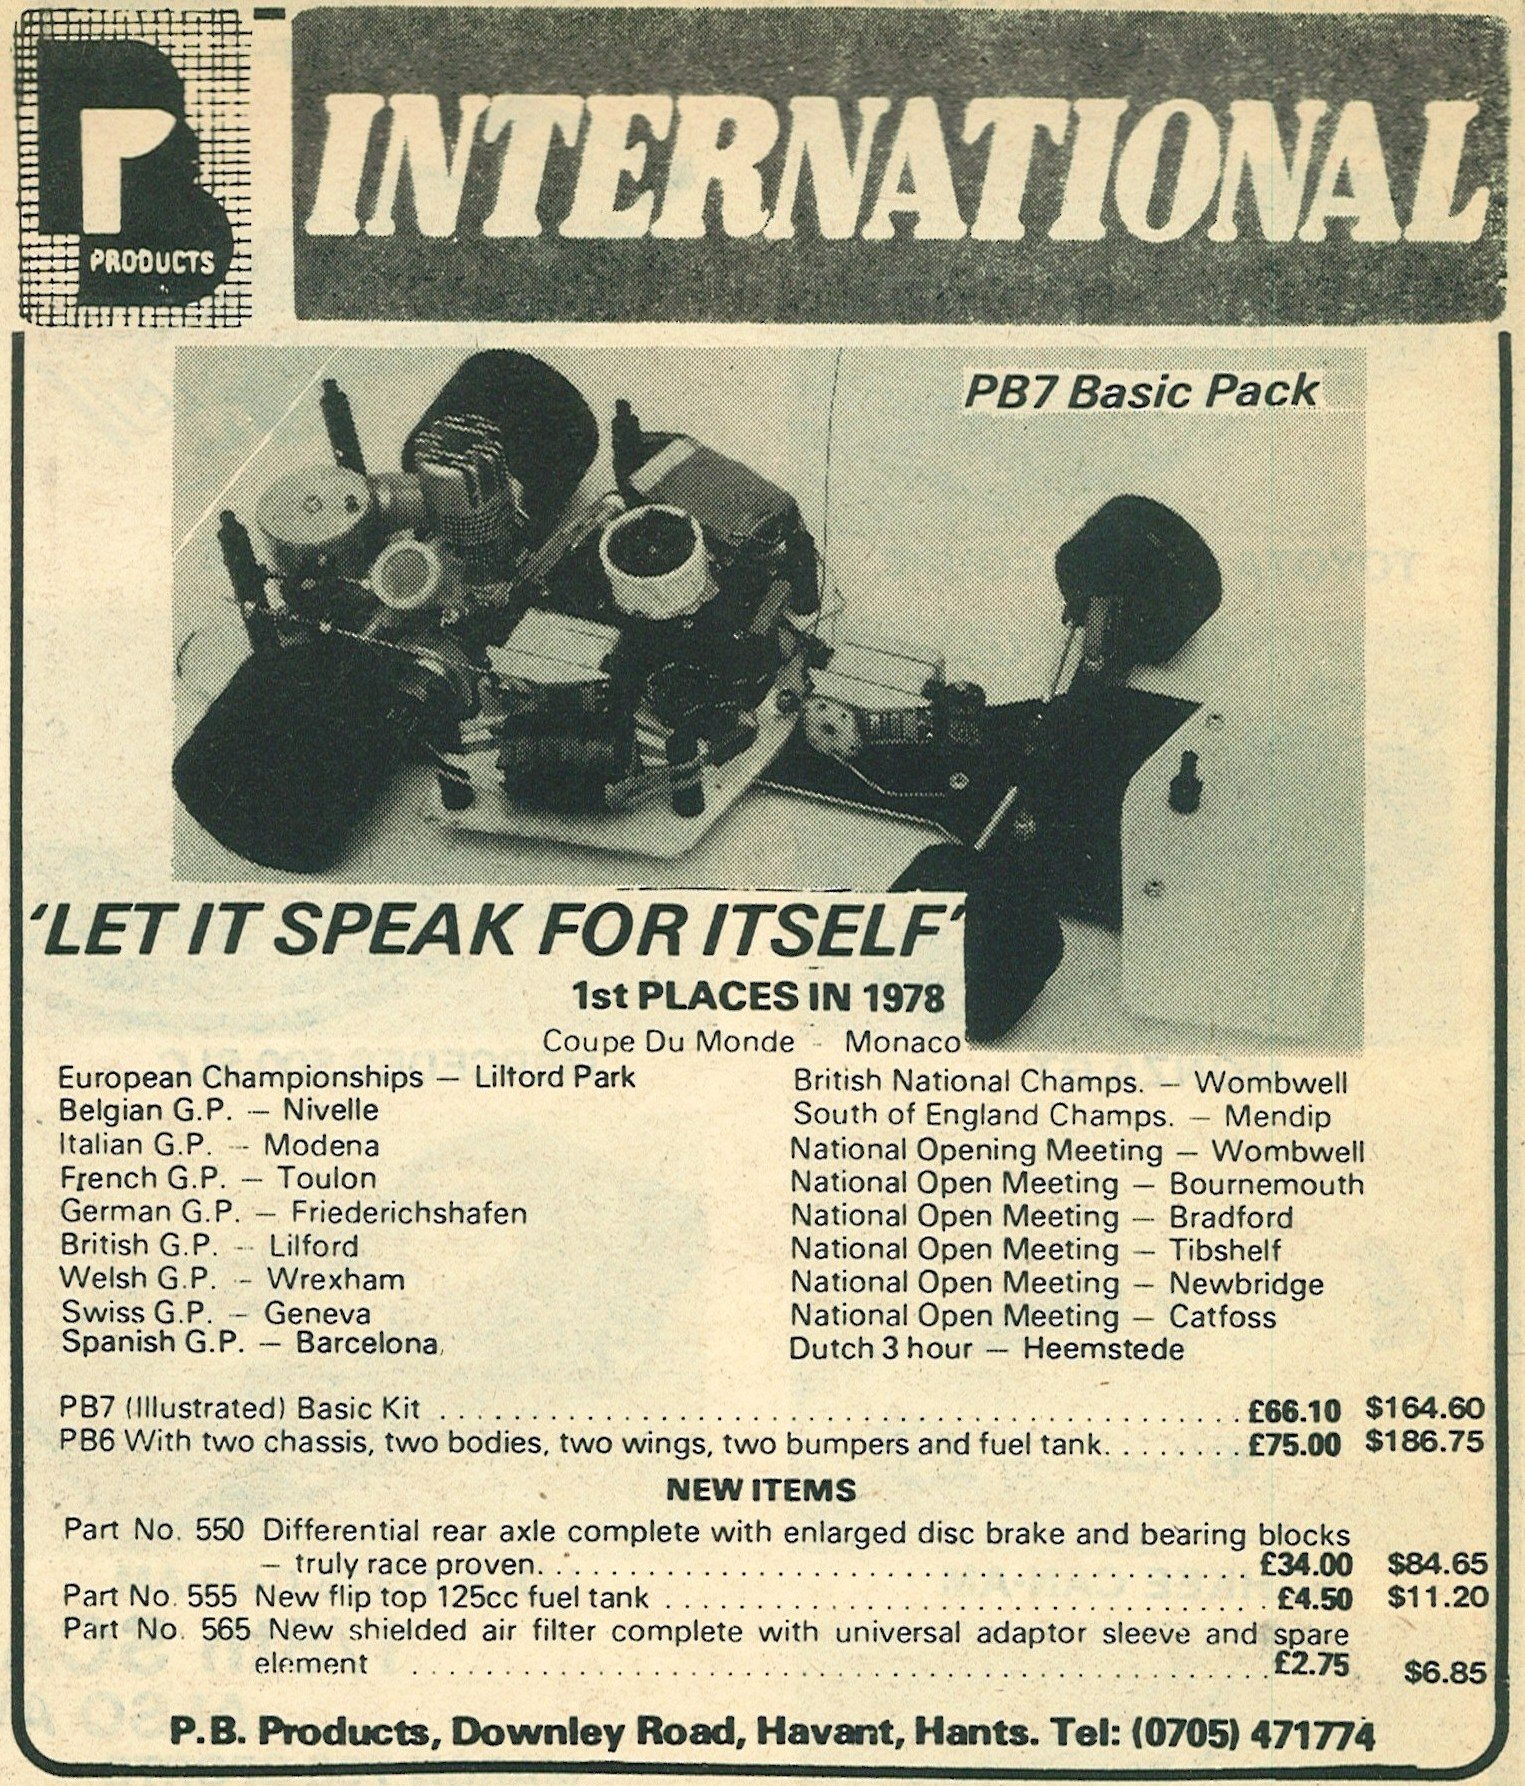 PB
PRODUCTS
INTERNATIONAL
PB7 Basic Pack
'LET IT SPEAK FOR ITSELF'
1st PLACES IN 1978
Coupe Du Monde - Monaco
European Championships — Liltord Park
Belgian G.P. — Nivelle
Italian G.P. — Modena
French G.P. — Toulon
German G.P. — Friederichshafen
British G.P. — Lilford
Welsh G.P. — Wrexham
Swiss G.P. — Geneva
Spanish G.P. — Barcelona
British National Champs. — Wombwell
South of England Champs. — Mendip
National Opening Meeting — Wombwell
National Open Meeting — Bournemouth
National Open Meeting — Bradford
National Open Meeting — Tibshelf
National Open Meeting — Newbridge
National Open Meeting — Catfoss
Dutch 3 hour — Heemstede
PB7 (Illustrated) Basic Kit . . . . . . . . . . £66.10 $164.60
PB6 With two chassis, two bodies, two wings, two bumpers and fuel tank. . . . . . . . £75.00 $186.75
NEW ITEMS
Part No. 550 Differential rear axle complete with enlarged disc brake and bearing blocks
— truly race proven. . . . . . . . . . £34.00 $84.65
Part No. 555 New flip top 125cc fuel tank . . . . . . . . . . £4.50 $11.20
Part No. 565 New shielded air filter complete with universal adaptor sleeve and spare
element . . . . . . . . . . £2.75 $6.85
P.B. Products, Downley Road, Havant, Hants. Tel: (0705) 471774